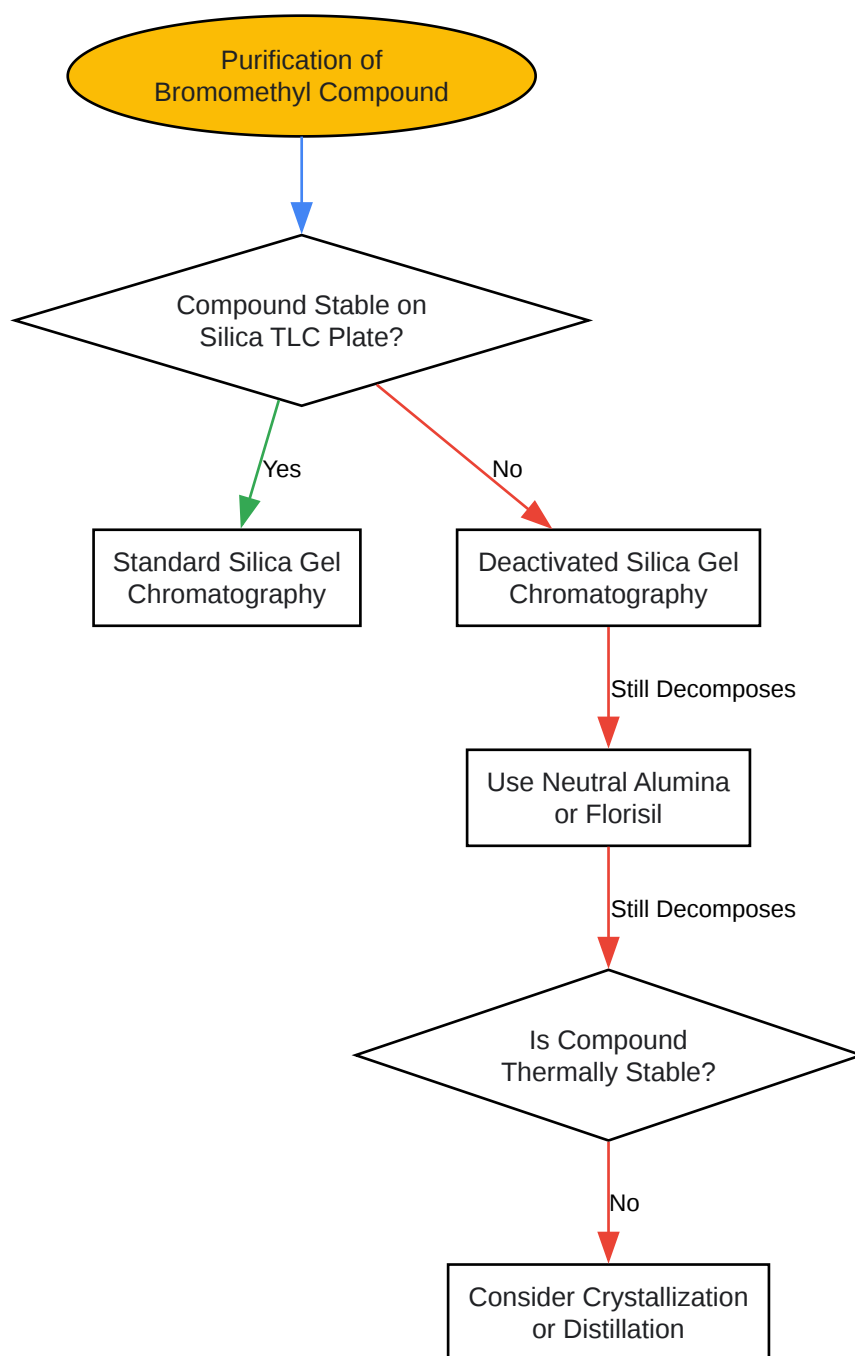 Purification of
Bromomethyl Compound
Compound Stable on
Silica TLC Plate?
Yes
No
Standard Silica Gel
Chromatography
Deactivated Silica Gel
Chromatography
Still Decomposes
Use Neutral Alumina
or Florisil
Still Decomposes
Is Compound
Thermally Stable?
No
Consider Crystallization
or Distillation